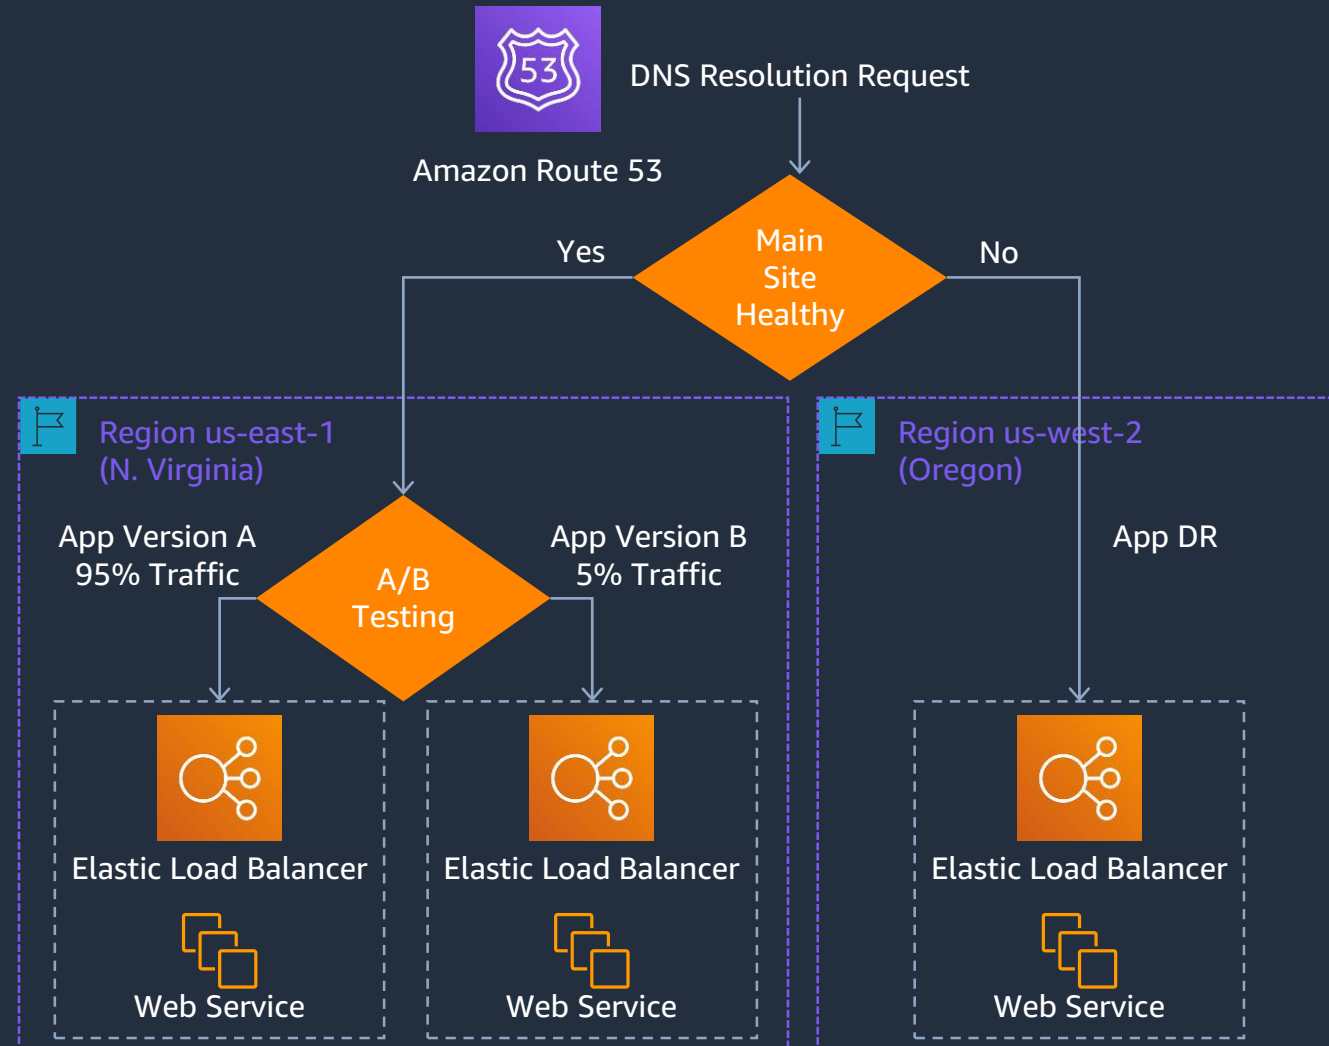 53
DNS Resolution Request
Amazon Route 53
Main
Site
Healthy
Yes
No
Region us-east-1
(N. Virginia)
Region us-west-2
(Oregon)
App Version A
95% Traffic
A/B
Testing
App Version B
5% Traffic
App DR
Elastic Load Balancer
Elastic Load Balancer
Elastic Load Balancer
Web Service
Web Service
Web Service